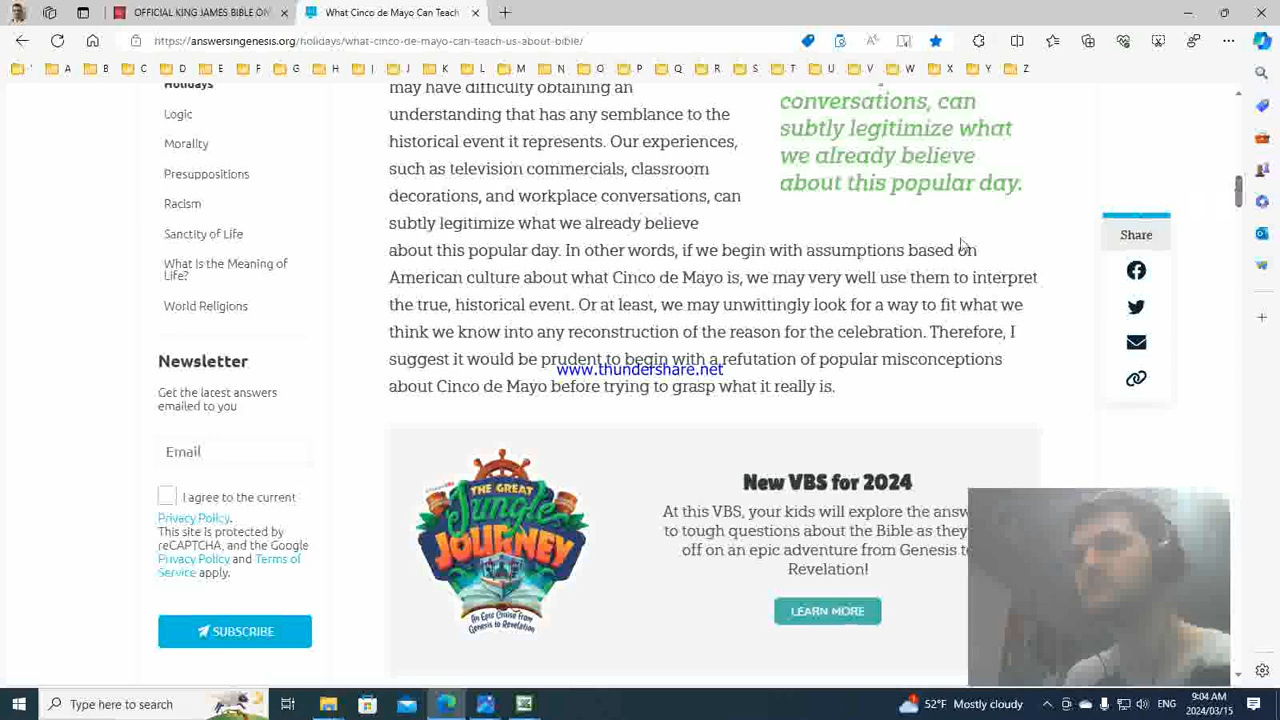 OFFICIAL KING JAMES BIBLE ON
What Cinco de Mayo Can Teach
https://answersingenesis.org/holidays/what-cinco-de-mayo-can-teach-us-about-bible/
A B C D E F G H I J K L M N O P Q R S T U V W X Y Z
Holidays
Logic
Morality
Presuppositions
Racism
Sanctity of Life
What Is the Meaning of
Life?
World Religions
Newsletter
Get the latest answers
emailed to you
Email
I agree to the current
Privacy Policy.
This site is protected by
reCAPTCHA, and the Google
Privacy Policy and Terms of
Service apply.
SUBSCRIBE
may have difficulty obtaining an
understanding that has any semblance to the
historical event it represents. Our experiences,
such as television commercials, classroom
decorations, and workplace conversations, can
subtly legitimize what we already believe
about this popular day. In other words, if we begin with assumptions based on
American culture about what Cinco de Mayo is, we may very well use them to interpret
the true, historical event. Or at least, we may unwittingly look for a way to fit what we
think we know into any reconstruction of the reason for the celebration. Therefore, I
suggest it would be prudent to begin with a refutation of popular misconceptions
about Cinco de Mayo before trying to grasp what it really is.
www.thundershare.net
conversations, can
subtly legitimize what
we already believe
about this popular day.
Share
THE GREAT
Jungle
JOURNEY
An Epic Cruise from
Genesis to Revelation!
New VBS for 2024
At this VBS, your kids will explore the answ
to tough questions about the Bible as they
off on an epic adventure from Genesis to
Revelation!
LEARN MORE
Type here to search
52°F Mostly cloudy
ENG
9:04 AM
2024/03/15